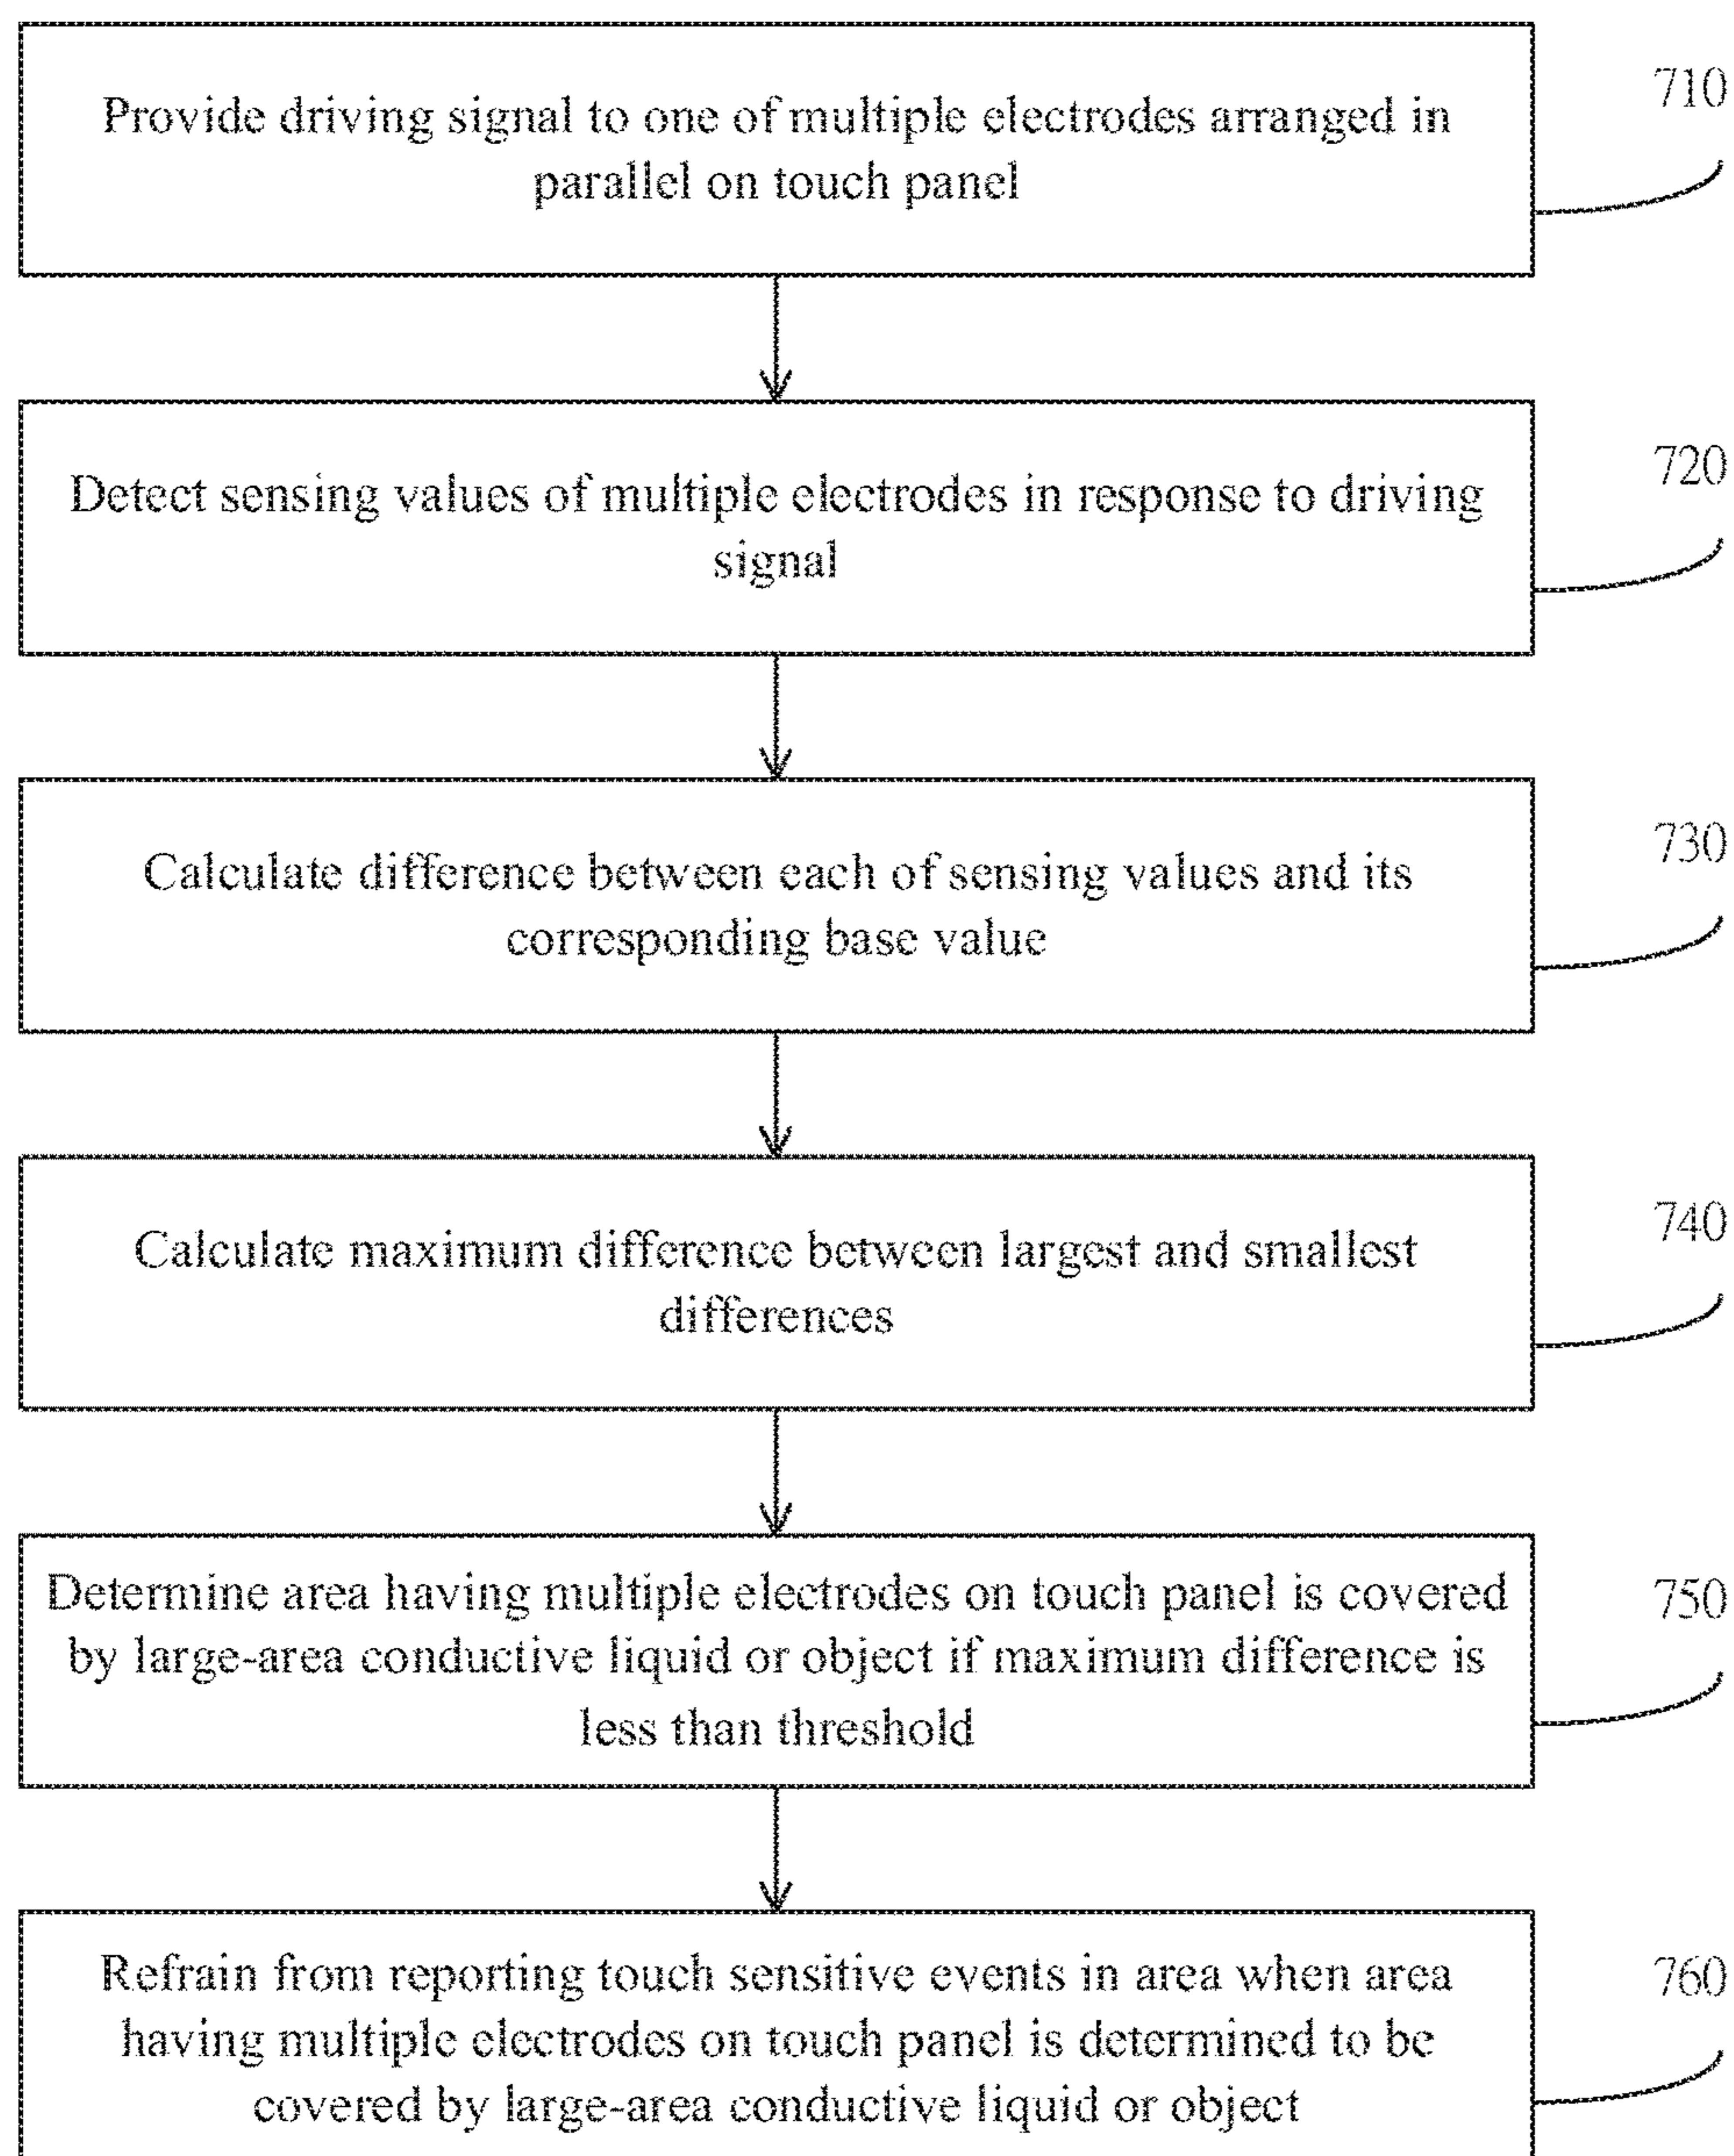 Provide driving signal to one of multiple electrodes arranged in
parallel on touch panel
710
Detect sensing values of multiple electrodes in response to driving
signal
720
Calculate difference between each of sensing values and its
corresponding base value
730
Calculate maximum difference between largest and smallest
differences
740
Determine area having multiple electrodes on touch panel is covered
by large-area conductive liquid or object if maximum difference is
less than threshold
750
Refrain from reporting touch sensitive events in area when area
having multiple electrodes on touch panel is determined to be
covered by large-area conductive liquid or object
760